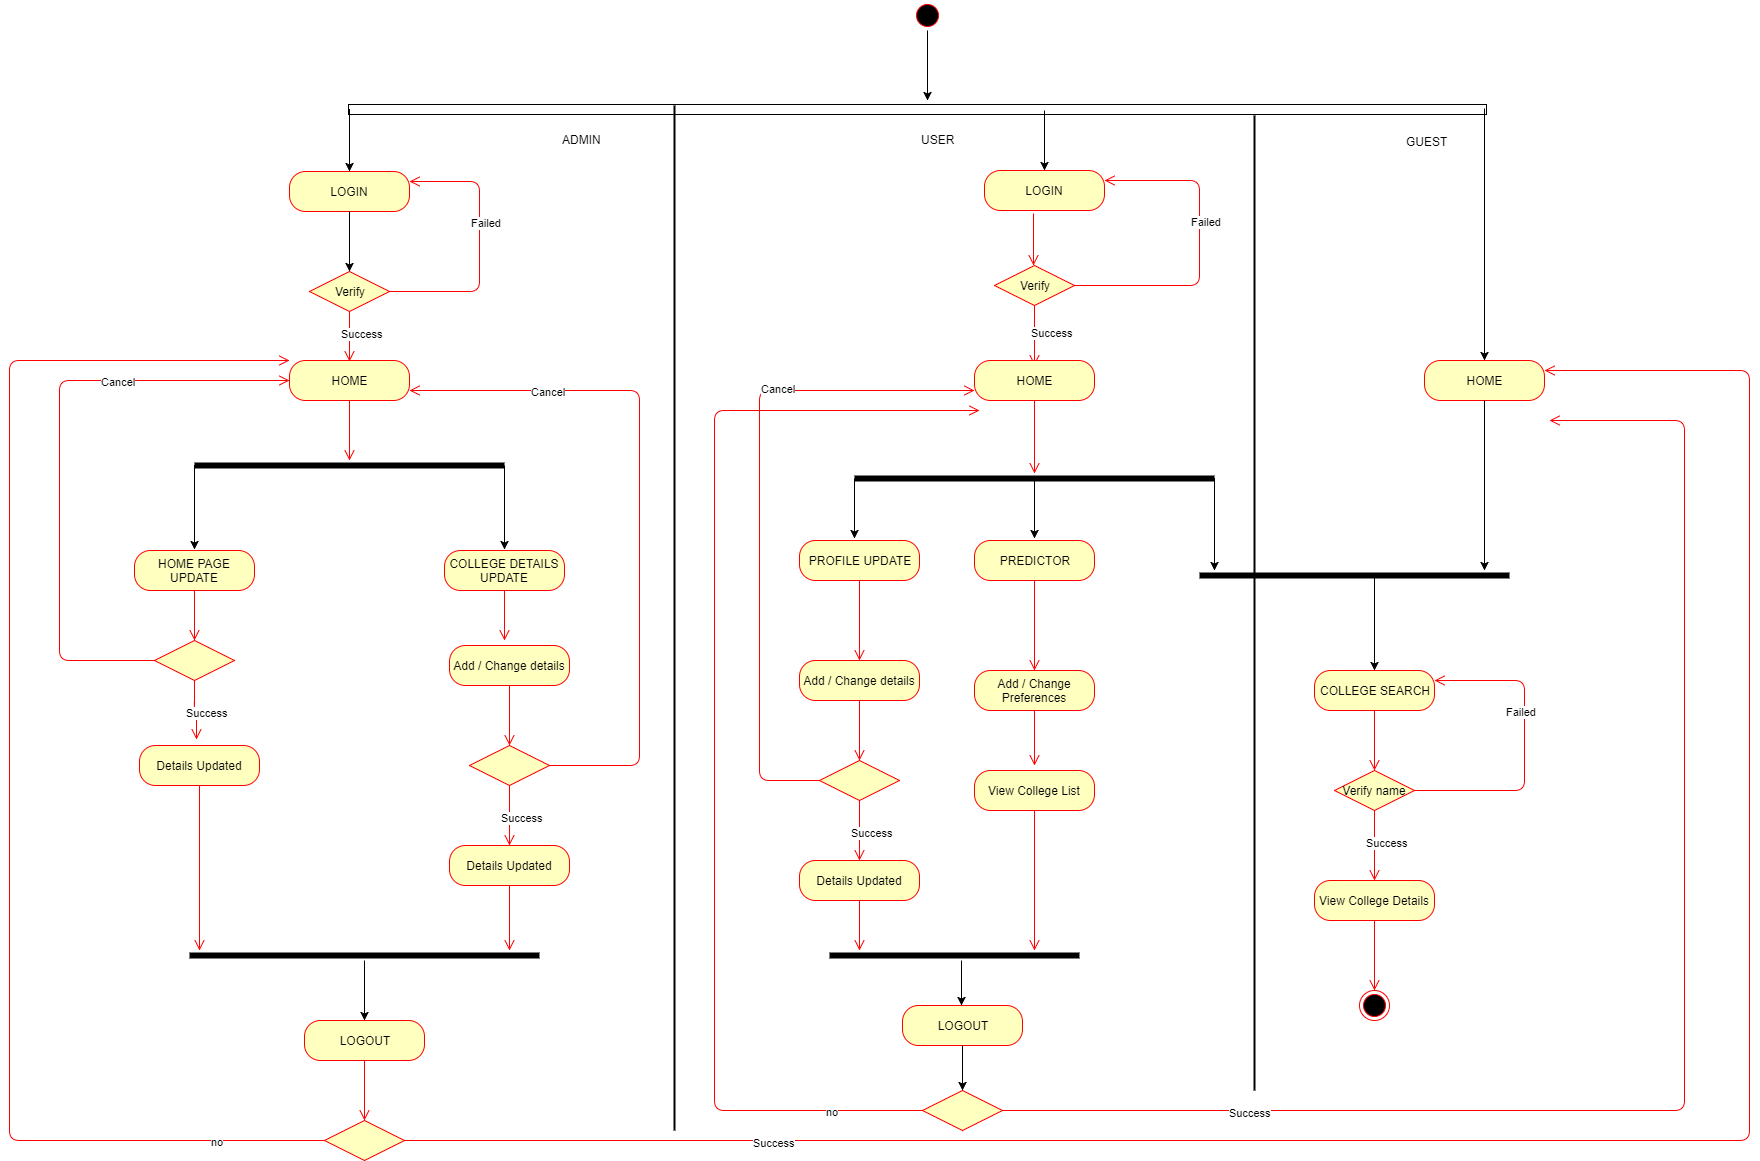 ADMIN
USER
GUEST
LOGIN
LOGIN
Failed
Failed
Verify
Verify
Success
Success
HOME
HOME
HOME
Cancel
Cancel
Cancel
HOME PAGE
UPDATE
COLLEGE DETAILS
UPDATE
PROFILE UPDATE
PREDICTOR
Add / Change details
Add / Change details
Add / Change
Preferences
COLLEGE SEARCH
Success
Failed
Details Updated
View College List
Verify name
Success
Success
Success
Details Updated
Details Updated
View College Details
LOGOUT
LOGOUT
no
Success
no
Success